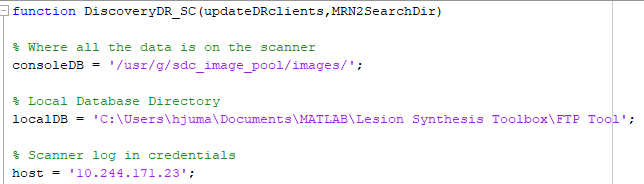 function DiscoveryDR_SC(updateDRclients,MRN2SearchDir)
% Where all the data is on the scanner
consoleDB = '/usr/g/sdc_image_pool/images/';
% Local Database Directory
localDB = 'C:\Users\hjuma\Documents\MATLAB\Lesion Synthesis Toolbox\FTP Tool';
% Scanner log in credentials
host = '10.244.171.23';